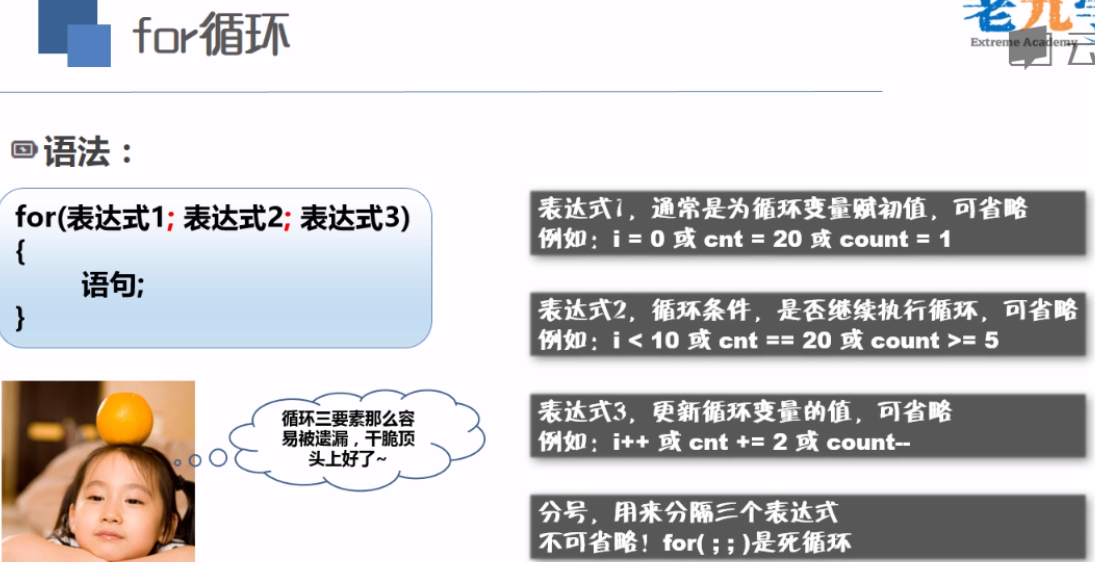 for循环
老九学
Extreme Academy
云
语法：
for(表达式1; 表达式2; 表达式3)
{
语句;
}
表达式1，通常是为循环变量赋初值，可省略
例如：i = 0 或 cnt = 20 或 count = 1
表达式2，循环条件，是否继续执行循环，可省略
例如：i < 10 或 cnt == 20 或 count >= 5
表达式3，更新循环变量的值，可省略
例如：i++ 或 cnt += 2 或 count--
分号，用来分隔三个表达式
不可省略！for( ; ; )是死循环
循环三要素那么容
易被遗漏，干脆顶
头上好了~